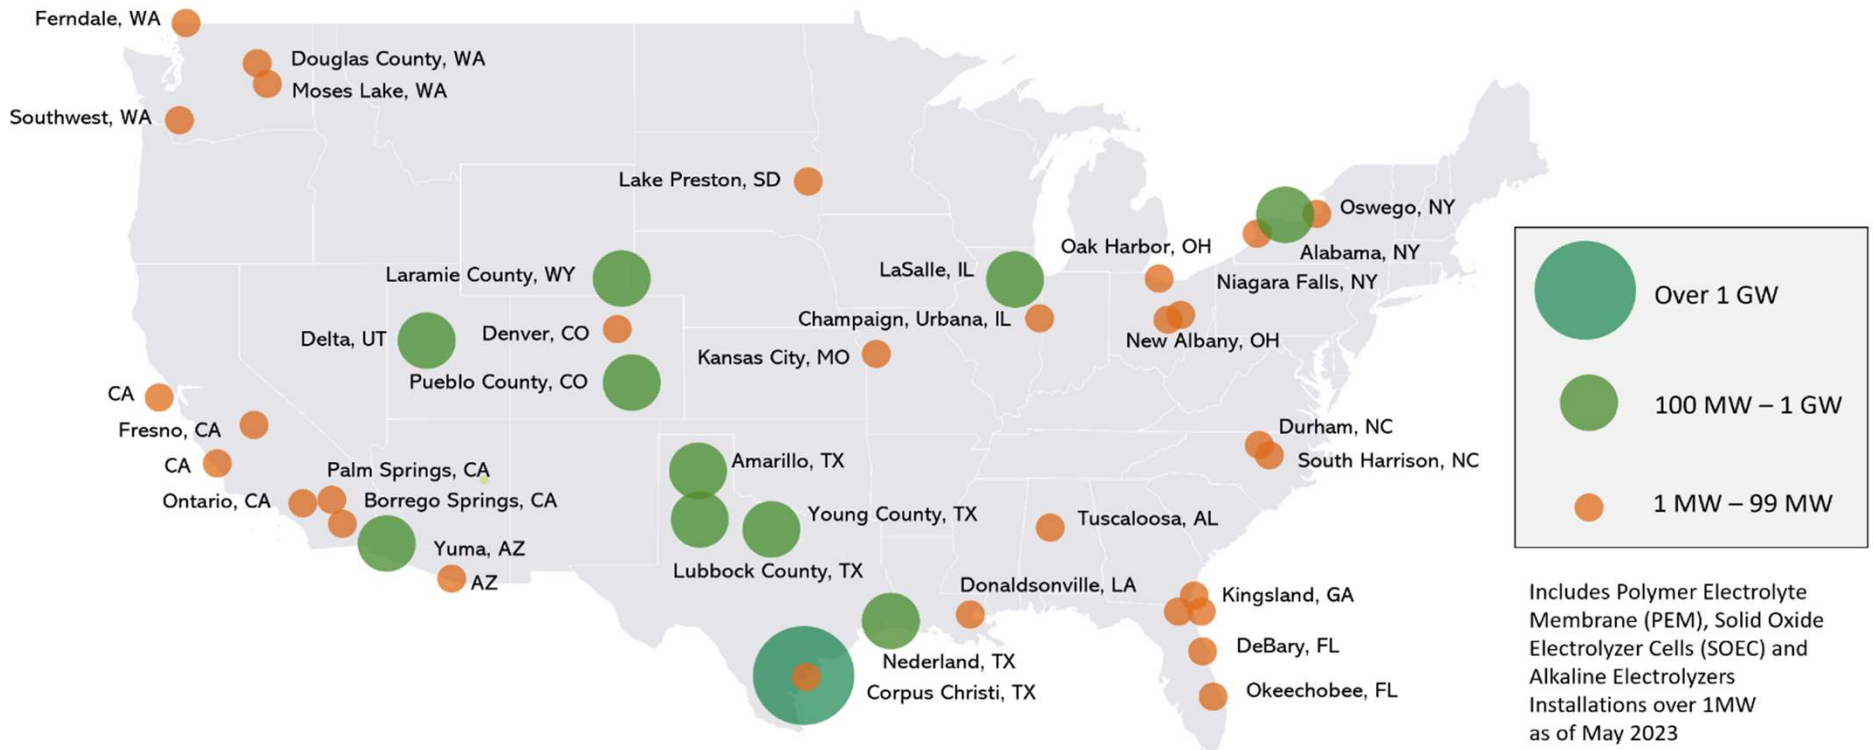 Ferndale, WA
Douglas County, WA
Moses Lake, WA
Southwest, WA
Lake Preston, SD
Oswego, NY
Oak Harbor, OH
Alabama, NY
Laramie County, WY
LaSalle, IL
Niagara Falls, NY
Champaign, Urbana, IL
Delta, UT
Denver, CO
New Albany, OH
Kansas City, MO
Pueblo County, CO
CA
Fresno, CA
Durham, NC
CA
Palm Springs, CA
Amarillo, TX
South Harrison, NC
Ontario, CA
Borrego Springs, CA
Young County, TX
Tuscaloosa, AL
Yuma, AZ
AZ
Lubbock County, TX
Donaldsonville, LA
Kingsland, GA
DeBary, FL
Nederland, TX
Corpus Christi, TX
Okeechobee, FL
Over 1 GW
100 MW – 1 GW
1 MW – 99 MW
Includes Polymer Electrolyte
Membrane (PEM), Solid Oxide
Electrolyzer Cells (SOEC) and
Alkaline Electrolyzers
Installations over 1MW
as of May 2023